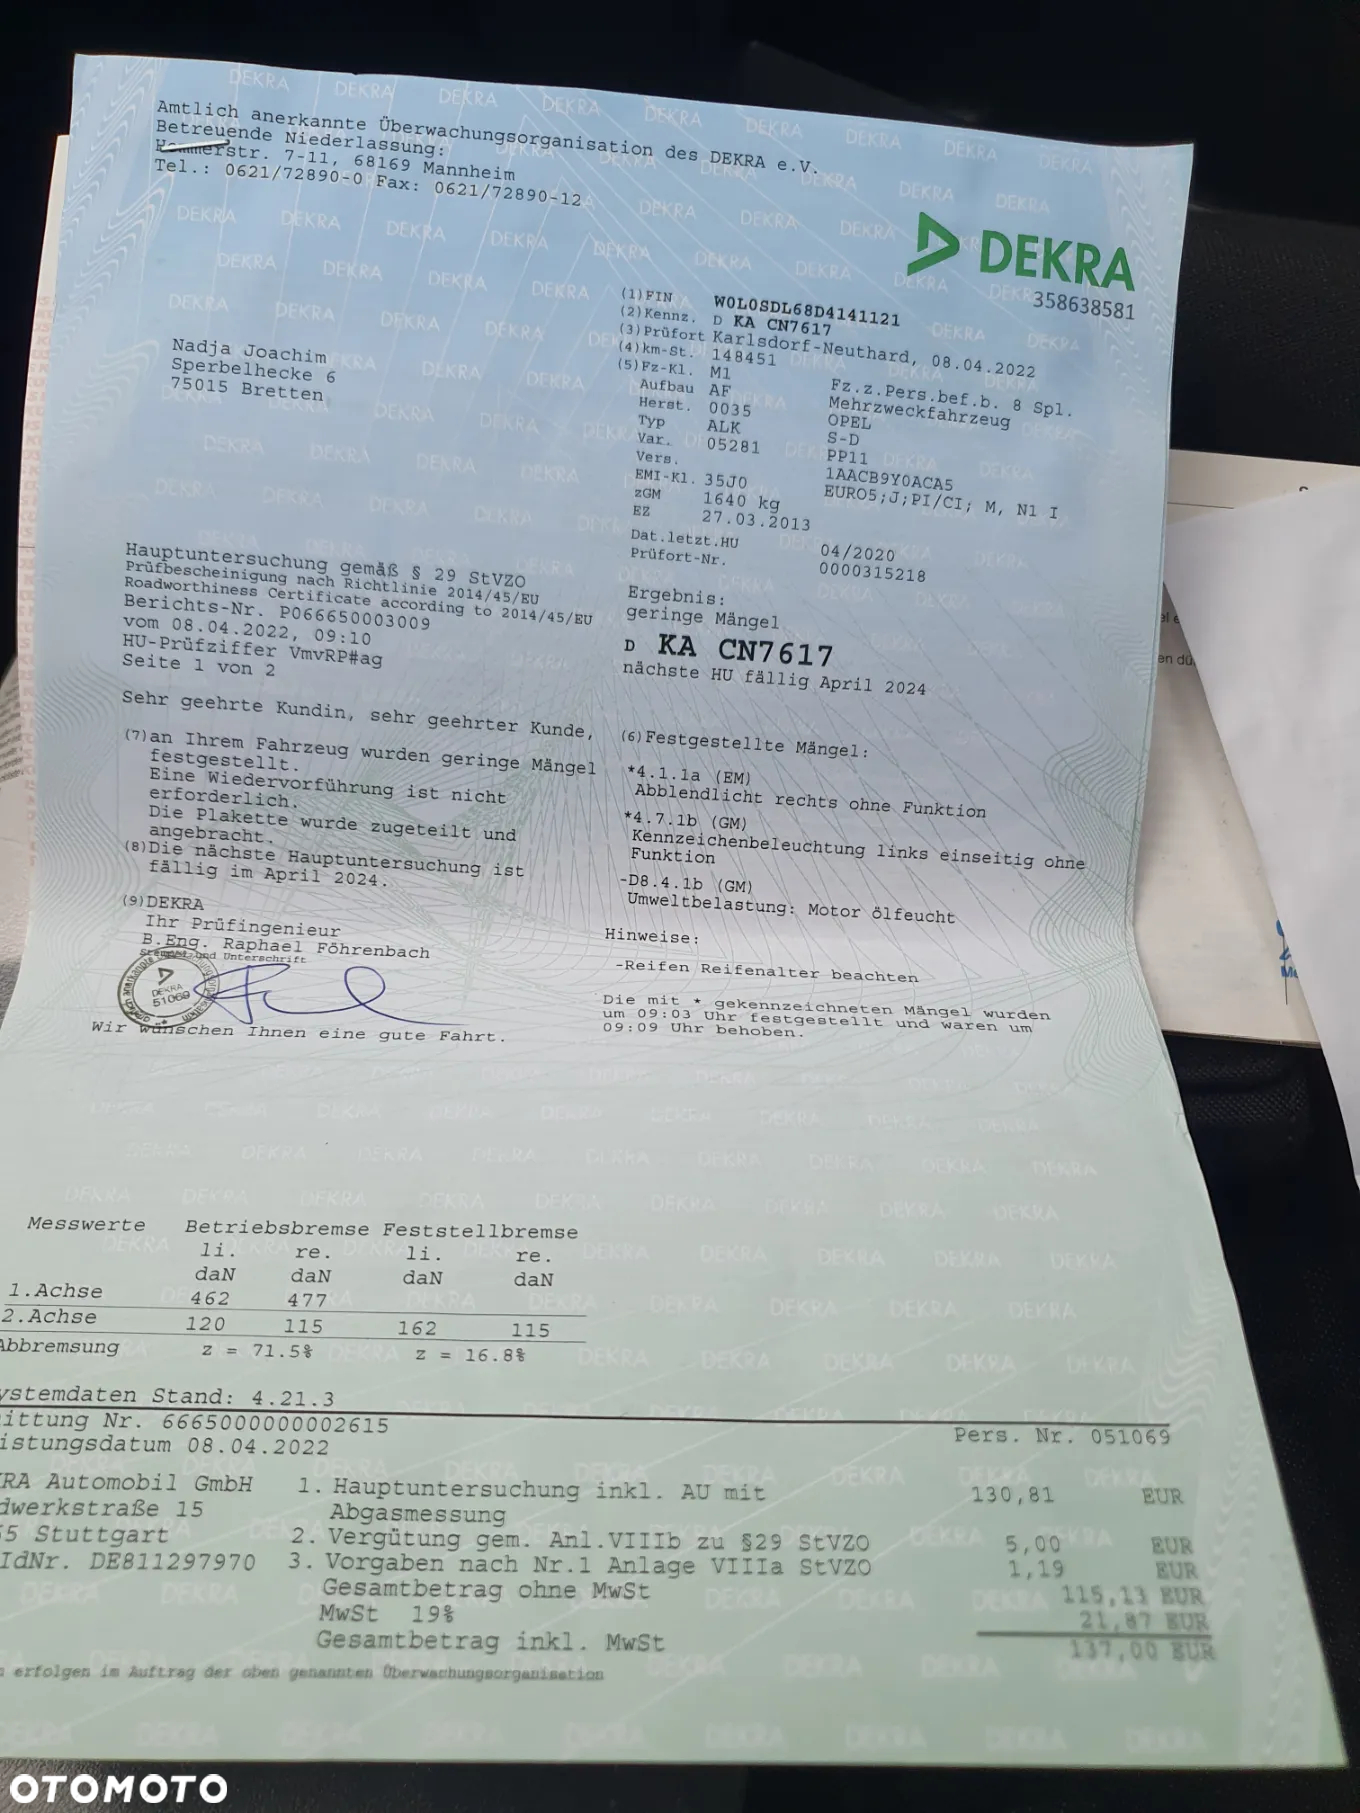 Amtlich anerkannte Überwachungsorganisation des DEKRA e.V.
Betreuende Niederlassung:
7-11, 68169 Mannheim
Tel.: 0621/72890-0 Fax: 0621/72890-12
DEKRA
358638581
(1)FIN W0L0SDL68D4141121
(2)Kennz. D KA CN7617
(3)Prüfort Karlsdorf-Neuthard, 08.04.2022
(4)km-St. 148451
(5)Fz-Kl. M1 Fz.z.Pers.bef.b. 8 Spl.
Aufbau AF Mehrzweckfahrzeug
Herst. 0035 OPEL
Typ ALK S-D
Var. 05281 PP11
Vers. 1AACB9Y0ACA5
EMI-Kl. 35J0 EURO5;J;PI/CI; M, N1 I
zGM 1640 kg
EZ 27.03.2013
Dat.letzt.HU 04/2020
Prüfort-Nr. 0000315218
Nadja Joachim
Sperbelhecke 6
75015 Bretten
Hauptuntersuchung gemäß § 29 StVZO
Prüfbescheinigung nach Richtlinie 2014/45/EU
Roadworthiness Certificate according to 2014/45/EU
Berichts-Nr. P066650003009
vom 08.04.2022, 09:10
HU-Prüfziffer VmvRP#ag
Seite 1 von 2
Ergebnis:
geringe Mängel
D KA CN7617
nächste HU fällig April 2024
Sehr geehrte Kundin, sehr geehrter Kunde,
(7)an Ihrem Fahrzeug wurden geringe Mängel
festgestellt.
Eine Wiedervorführung ist nicht
erforderlich.
Die Plakette wurde zugeteilt und
angebracht.
(8)Die nächste Hauptuntersuchung ist
fällig im April 2024.
(9)DEKRA
Ihr Prüfingenieur
B.Eng. Raphael Föhrenbach
Stempel und Unterschrift
DEKRA
51069
Wir wünschen Ihnen eine gute Fahrt.
(6)Festgestellte Mängel:
*4.1.1a (EM)
Abblendlicht rechts ohne Funktion
*4.7.1b (GM)
Kennzeichenbeleuchtung links einseitig ohne
Funktion
-D8.4.1b (GM)
Umweltbelastung: Motor ölfeucht
Hinweise:
-Reifen Reifenalter beachten
Die mit * gekennzeichneten Mängel wurden
um 09:03 Uhr festgestellt und waren um
09:09 Uhr behoben.
Messwerte Betriebsbremse Feststellbremse
li. re. li. re.
daN daN daN daN
1.Achse 462 477
2.Achse 120 115 162 115
Abbremsung z = 71.5% z = 16.8%
ystemdaten Stand: 4.21.3
ittung Nr. 6665000000002615
istungsdatum 08.04.2022
Pers. Nr. 051069
RA Automobil GmbH
dwerkstraße 15
5 Stuttgart
IdNr. DE811297970
1. Hauptuntersuchung inkl. AU mit 130,81 EUR
Abgasmessung
2. Vergütung gem. Anl.VIIIb zu §29 StVZO 5,00 EUR
3. Vorgaben nach Nr.1 Anlage VIIIa StVZO 1,19 EUR
Gesamtbetrag ohne MwSt 115,13 EUR
MwSt 19% 21,87 EUR
Gesamtbetrag inkl. MwSt 137,00 EUR
n erfolgen im Auftrag der oben genannten Überwachungsorganisation
OTOMOTO